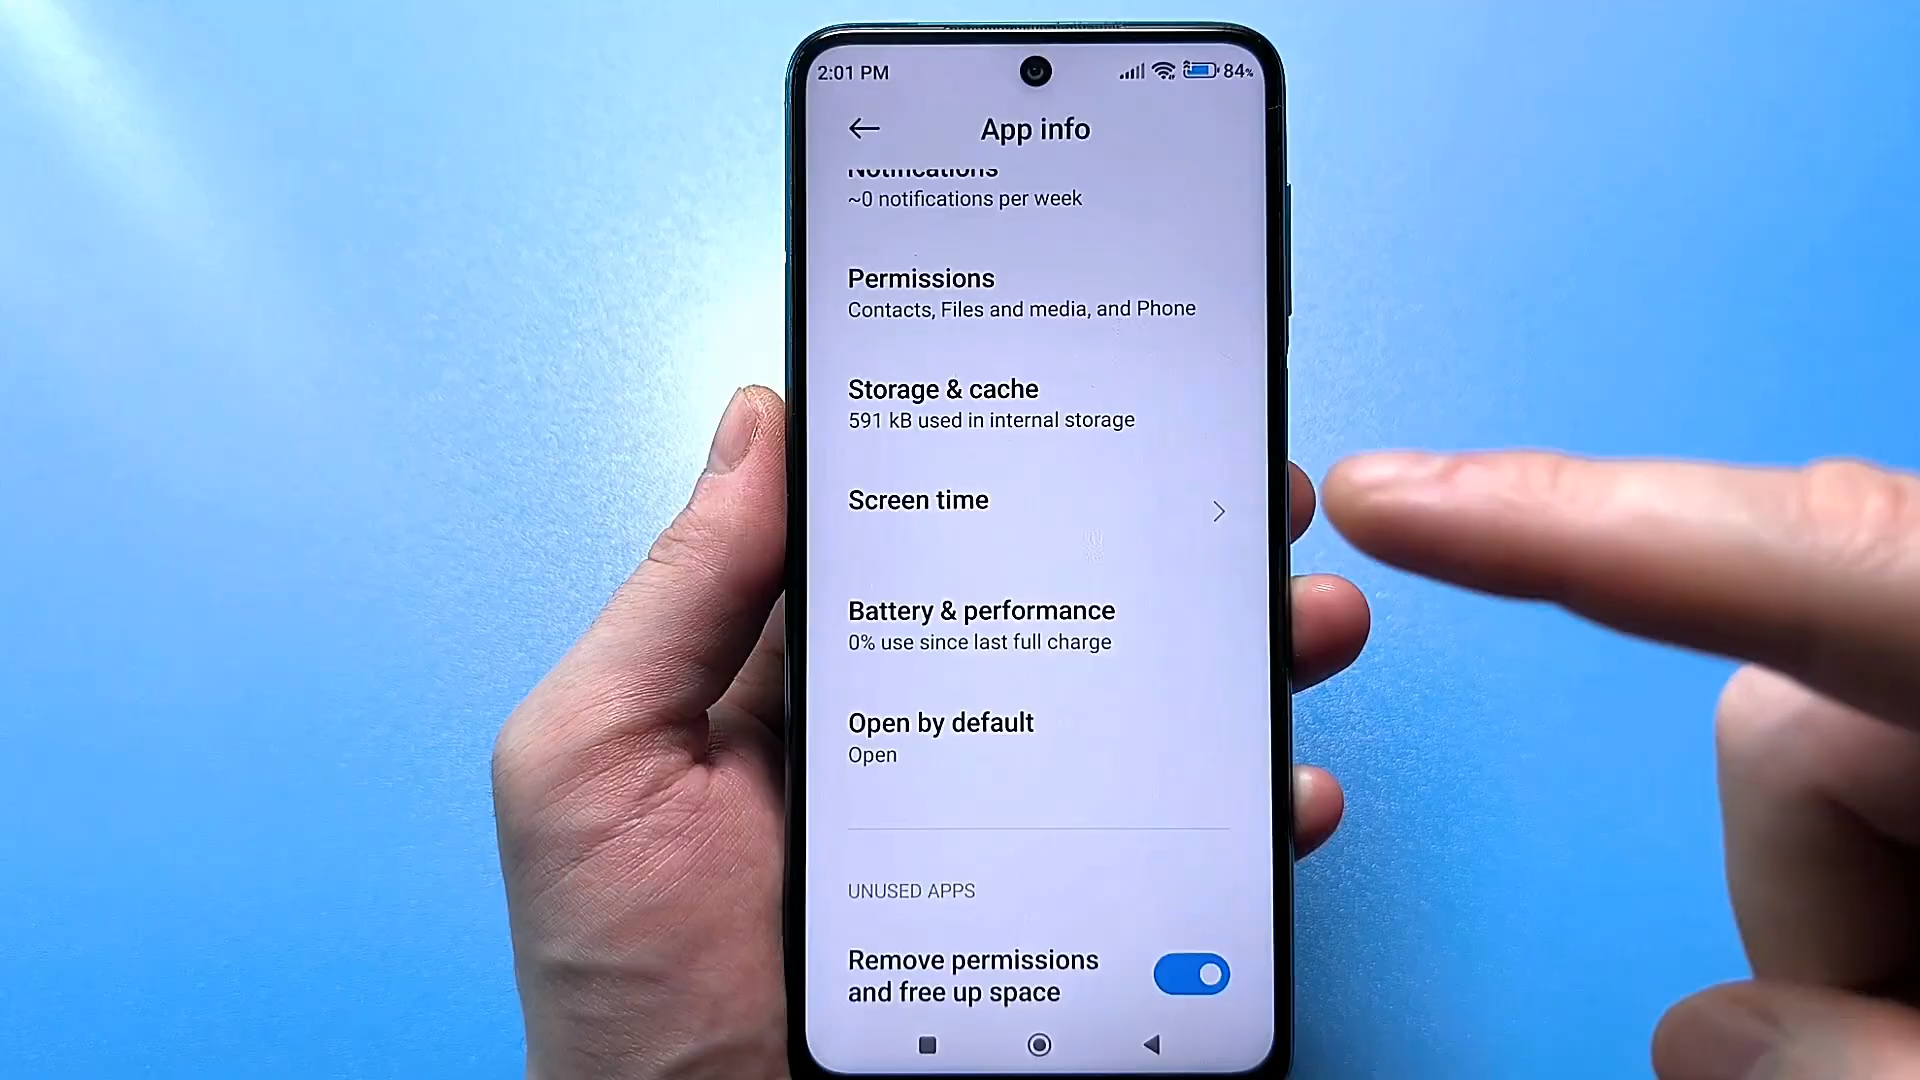 2:01 PM
84%
App info
Notifications
~0 notifications per week
Permissions
Contacts, Files and media, and Phone
Storage & cache
591 kB used in internal storage
Screen time
Battery & performance
0% use since last full charge
Open by default
Open
UNUSED APPS
Remove permissions
and free up space